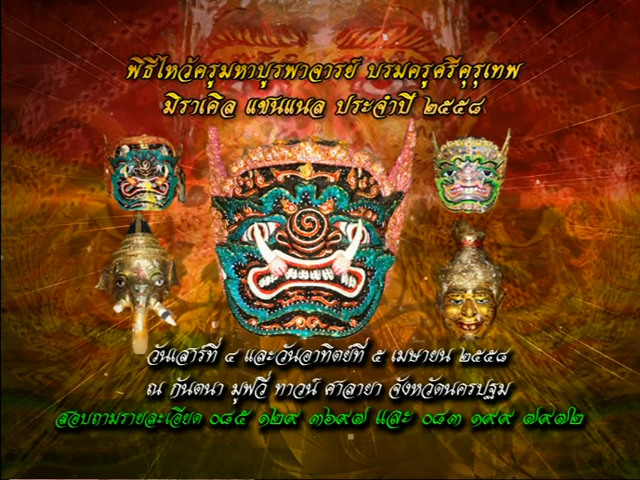 พิธีไหว้ครูมหาบูรพาจารย์ บรมครูตรีคุรุเทพ
มิราเคิล แชนแนล ประจำปี ๒๕๕๘
วันเสาร์ที่ ๔ และวันอาทิตย์ที่ ๕ เมษายน ๒๕๕๘
ณ กันตนา มูฟวี่ ทาวน์ ศาลายา จังหวัดนครปฐม
สอบถามรายละเอียด ๐๘๕ ๑๒๙ ๓๖๙๗ และ ๐๘๓ ๑๙๙ ๗๙๗๒